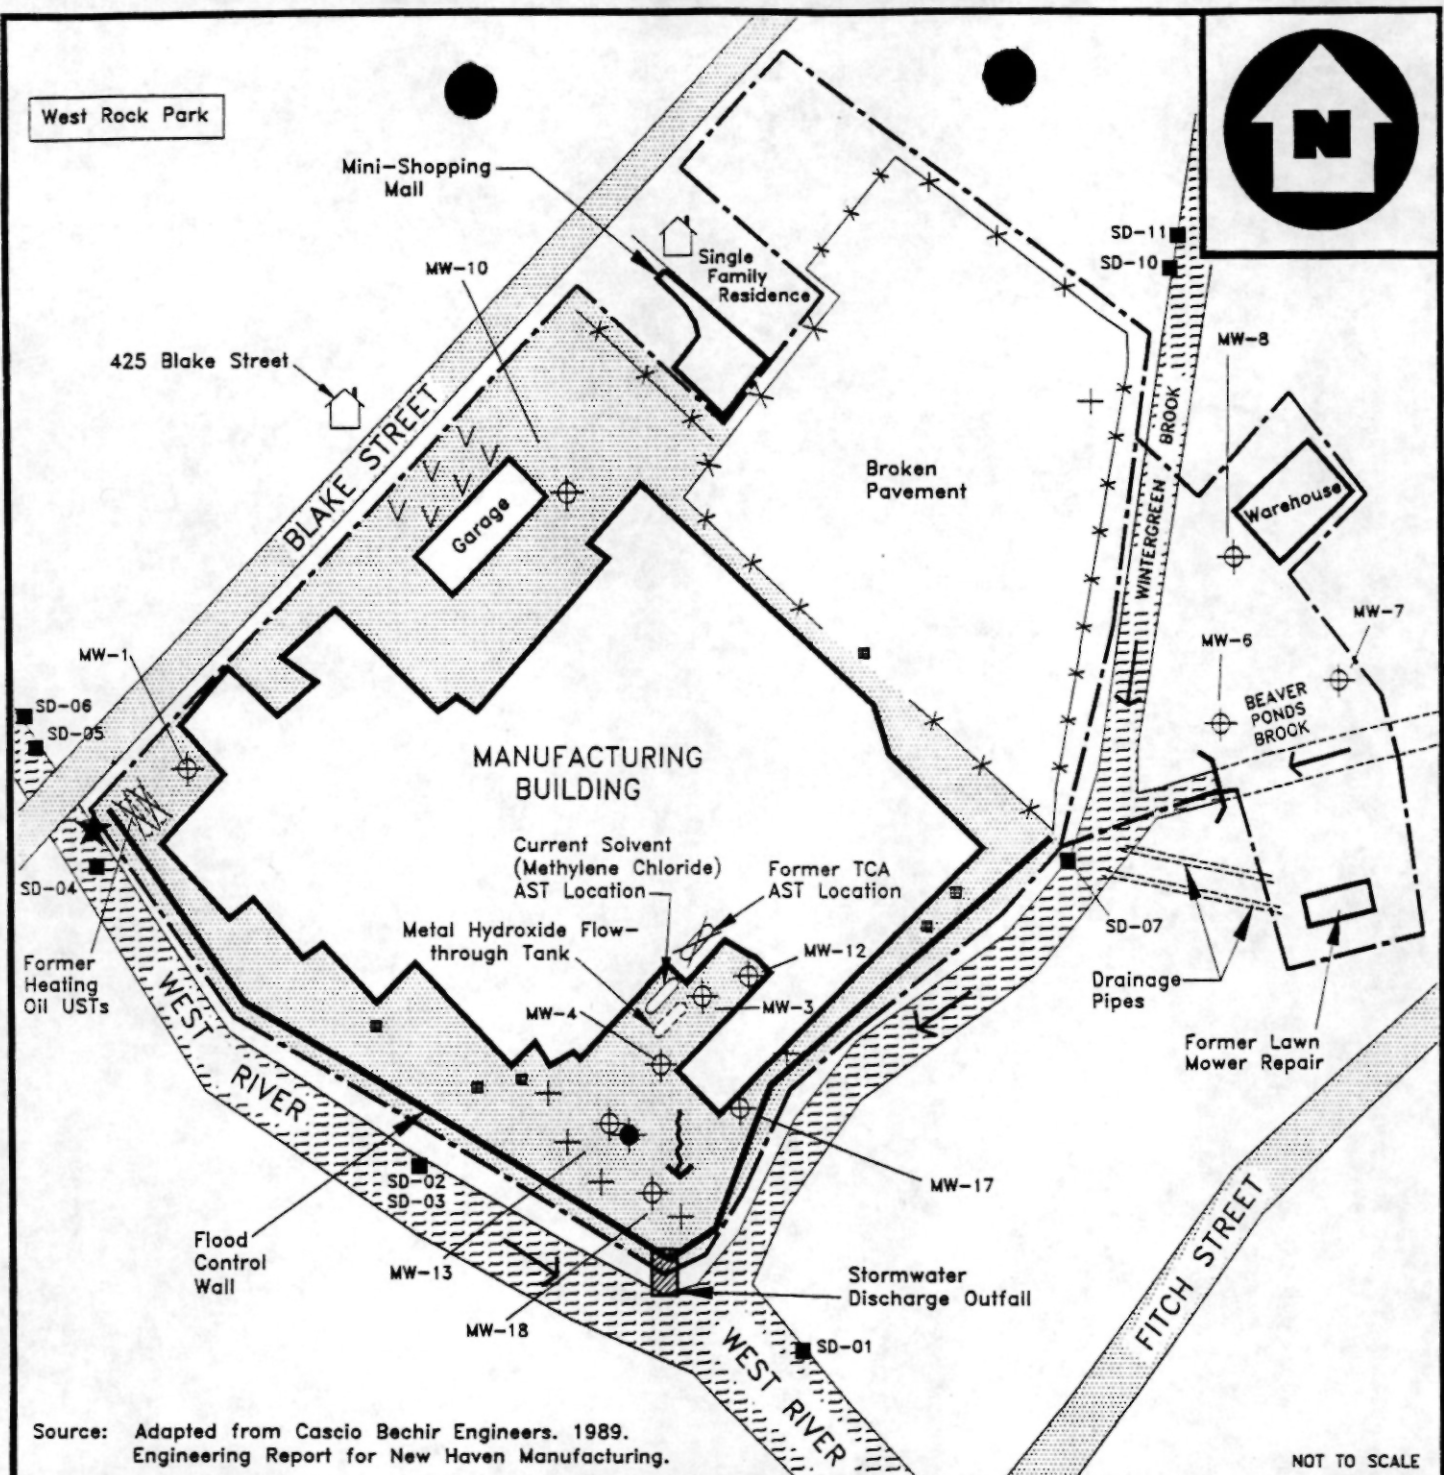 West Rock Park
N
Mini-Shopping
Mall
Single
Family
Residence
MW-10
SD-11
SD-10
MW-8
425 Blake Street
BLAKE STREET
Garage
Broken
Pavement
WINTERGREEN BROOK
Warehouse
MW-7
MW-6
BEAVER
PONDS
BROCK
MW-1
SD-06
SD-05
MANUFACTURING
BUILDING
Current Solvent
(Methylene Chloride)
AST Location
Former TCA
AST Location
SD-04
Metal Hydroxide Flow-
through Tank
MW-12
MW-3
MW-4
SD-07
Former
Heating
Oil USTs
Drainage
Pipes
Former Lawn
Mower Repair
WEST RIVER
SD-02
SD-03
MW-17
Flood
Control
Wall
MW-13
MW-18
Stormwater
Discharge Outfall
SD-01
FITCH STREET
WEST RIVER
Source: Adapted from Cascio Bechir Engineers. 1989.
Engineering Report for New Haven Manufacturing.
NOT TO SCALE